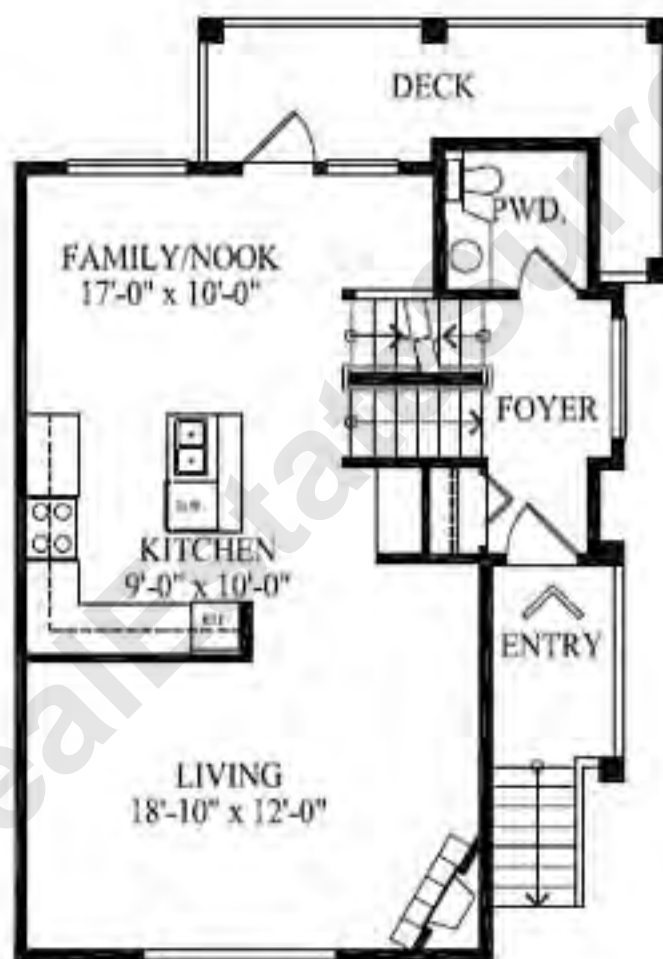 DECK
PWD.
FAMILY/NOOK
17'-0" x 10'-0"
FOYER
D.W.
KITCHEN
9'-0" x 10'-0"
REF
ENTRY
LIVING
18'-10" x 12'-0"